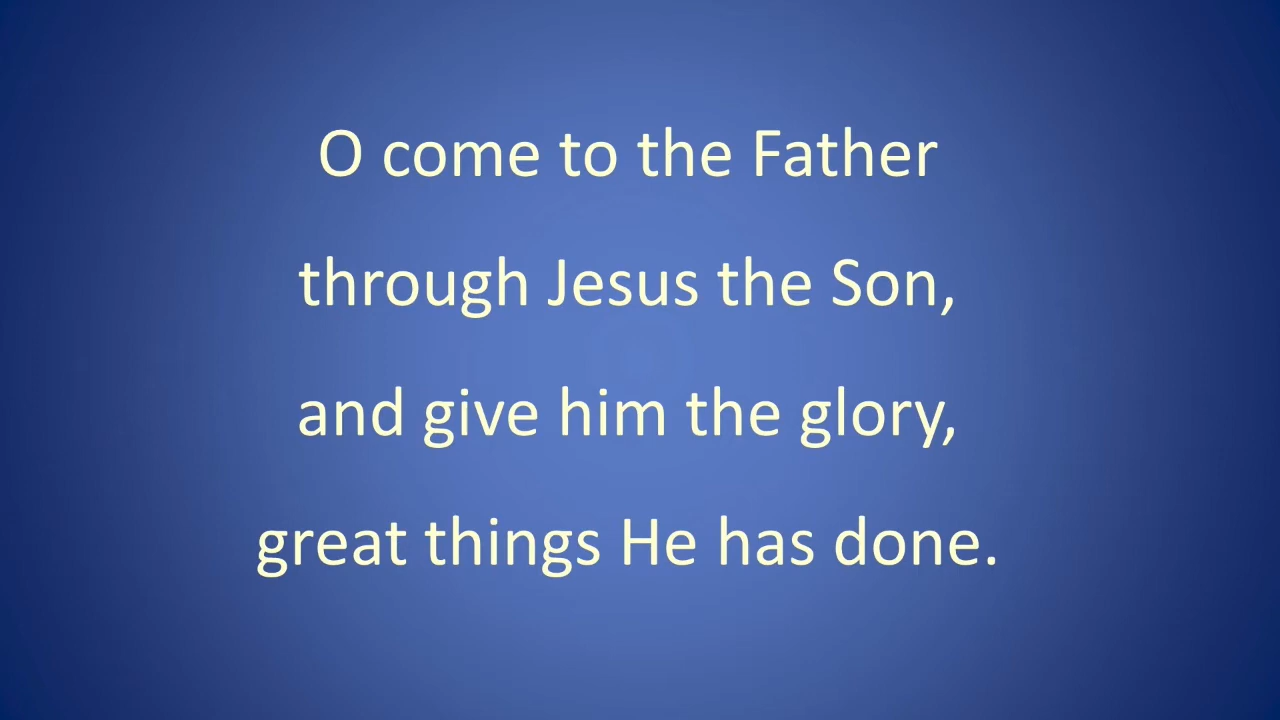 O come to the Father
through Jesus the Son,
and give him the glory,
great things He has done.